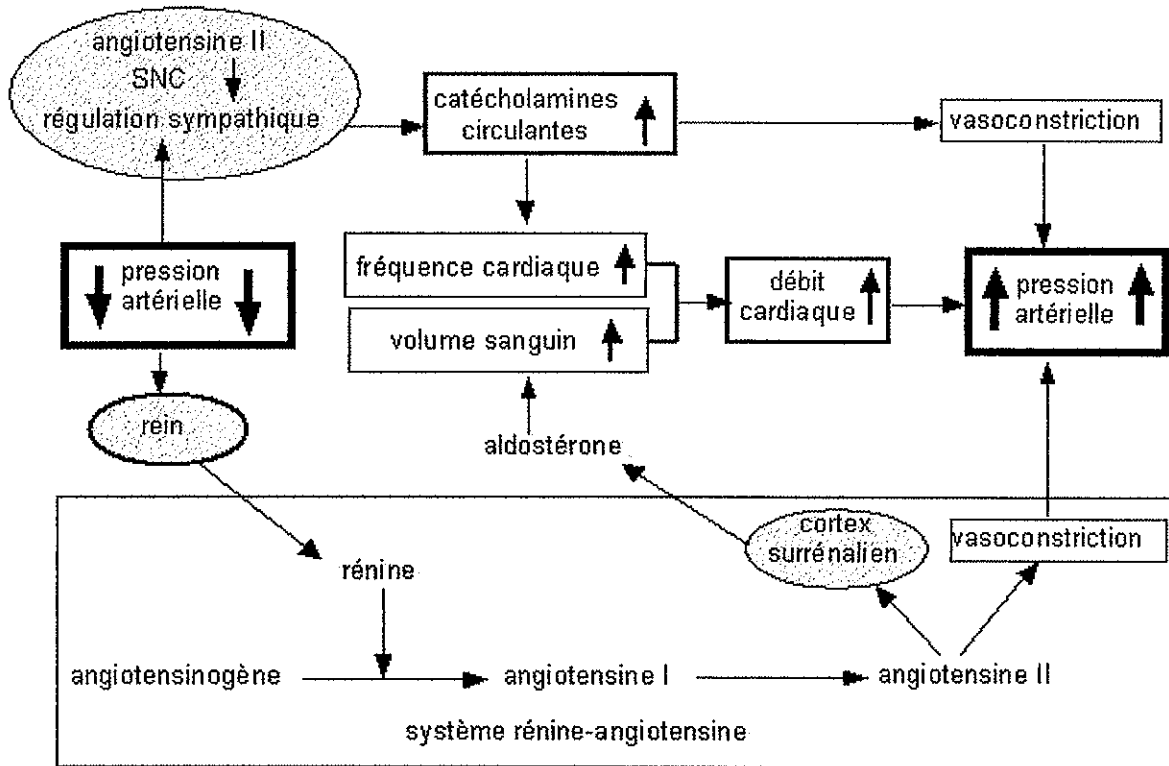 angiotensine II
SNC
régulation sympathique
catécholamines
circulantes
vasoconstriction
pression
artérielle
fréquence cardiaque
débit
cardiaque
pression
artérielle
volume sanguin
rein
aldostérone
cortex
surrénalien
vasoconstriction
rénine
angiotensinogène
angiotensine I
angiotensine II
système rénine-angiotensine